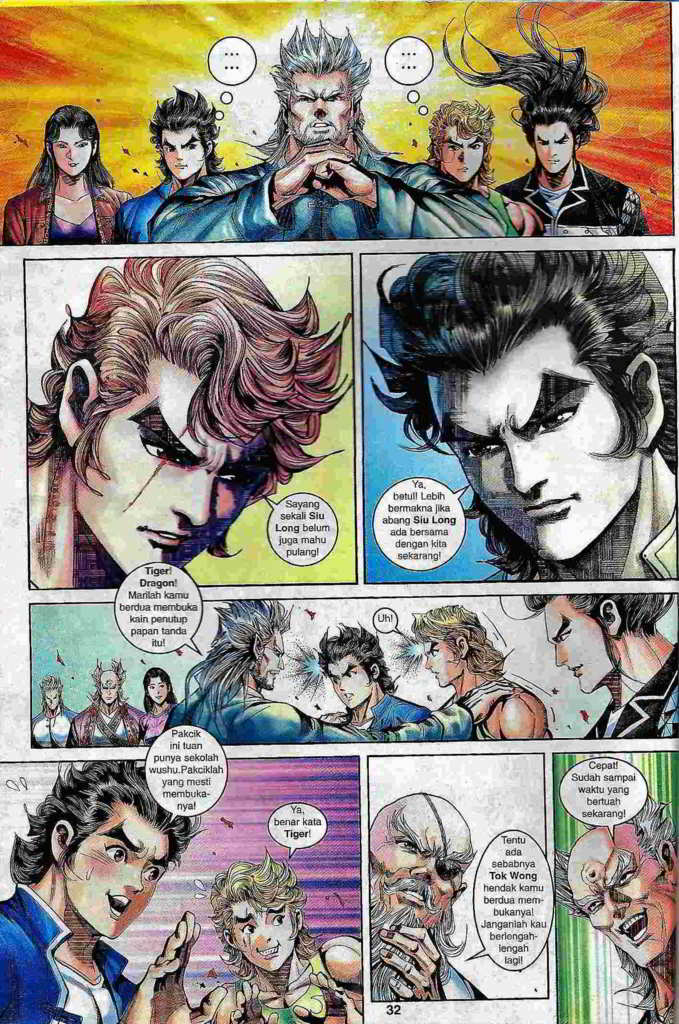 ...
...
...
...
Sayang
sekali Siu
Long belum
juga mahu
pulang!
Ya,
betul! Lebih
bermakna jika
abang Siu Long
ada bersama
dengan kita
sekarang!
Tiger!
Dragon!
Marilah kamu
berdua membuka
kain penutup
papan tanda
itu!
Uh!
Pakcik
ini tuan
punya sekolah
wushu.Pakciklah
yang mesti
membuka-
nya!
Ya,
benar kata
Tiger!
Tentu
ada
sebabnya
Tok Wong
hendak kamu
berdua mem-
bukanya!
Janganlah kau
berlengah-
lengah
lagi!
Cepat!
Sudah sampai
waktu yang
bertuah
sekarang!
32